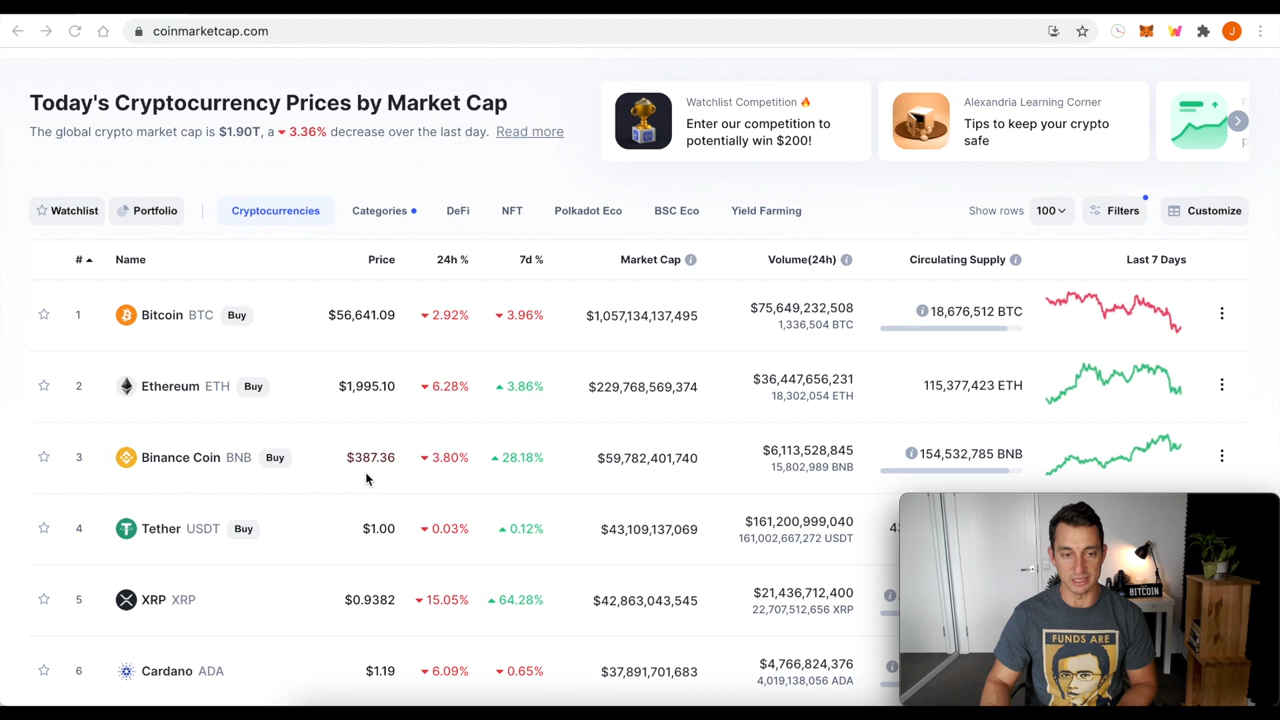 coinmarketcap.com
J
Today's Cryptocurrency Prices by Market Cap
The global crypto market cap is $1.90T, a 3.36% decrease over the last day. Read more
Watchlist Competition 🔥
Enter our competition to
potentially win $200!
Alexandria Learning Corner
Tips to keep your crypto
safe
Watchlist Portfolio Cryptocurrencies Categories DeFi NFT Polkadot Eco BSC Eco Yield Farming Show rows 100 Filters Customize
# Name Price 24h % 7d % Market Cap Volume(24h) Circulating Supply Last 7 Days
1 Bitcoin BTC Buy $56,641.09 2.92% 3.96% $1,057,134,137,495 $75,649,232,508 18,676,512 BTC
1,336,504 BTC
2 Ethereum ETH Buy $1,995.10 6.28% 3.86% $229,768,569,374 $36,447,656,231 115,377,423 ETH
18,302,054 ETH
3 Binance Coin BNB Buy $387.36 3.80% 28.18% $59,782,401,740 $6,113,528,845 154,532,785 BNB
15,802,989 BNB
4 Tether USDT Buy $1.00 0.03% 0.12% $43,109,137,069 $161,200,999,040
161,002,667,272 USDT
5 XRP XRP $0.9382 15.05% 64.28% $42,863,043,545 $21,436,712,400
22,707,512,656 XRP
6 Cardano ADA $1.19 6.09% 0.65% $37,891,701,683 $4,766,824,376
4,019,138,056 ADA
BITCOIN
FUNDS ARE